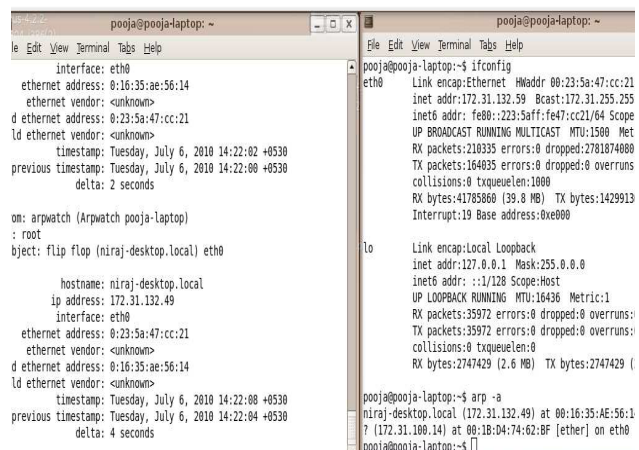 pooja@pooja-laptop: ~
le Edit View Terminal Tabs Help
interface: eth0
ethernet address: 0:16:35:ae:56:14
ethernet vendor: <unknown>
d ethernet address: 0:23:5a:47:cc:21
ld ethernet vendor: <unknown>
timestamp: Tuesday, July 6, 2010 14:22:02 +0530
previous timestamp: Tuesday, July 6, 2010 14:22:00 +0530
delta: 2 seconds
om: arpwatch (Arpwatch pooja-laptop)
: root
bject: flip flop (niraj-desktop.local) eth0
hostname: niraj-desktop.local
ip address: 172.31.132.49
interface: eth0
ethernet address: 0:23:5a:47:cc:21
ethernet vendor: <unknown>
d ethernet address: 0:16:35:ae:56:14
ld ethernet vendor: <unknown>
timestamp: Tuesday, July 6, 2010 14:22:08 +0530
previous timestamp: Tuesday, July 6, 2010 14:22:04 +0530
delta: 4 seconds
pooja@pooja-laptop: ~
File Edit View Terminal Tabs Help
pooja@pooja-laptop:~$ ifconfig
eth0 Link encap:Ethernet HWaddr 00:23:5a:47:cc:21
inet addr:172.31.132.59 Bcast:172.31.255.255
inet6 addr: fe80::223:5aff:fe47:cc21/64 Scope
UP BROADCAST RUNNING MULTICAST MTU:1500 Met
RX packets:210335 errors:0 dropped:2781874080
TX packets:164035 errors:0 dropped:0 overruns
collisions:0 txqueuelen:1000
RX bytes:41785860 (39.8 MB) TX bytes:1429913
Interrupt:19 Base address:0xe000
lo Link encap:Local Loopback
inet addr:127.0.0.1 Mask:255.0.0.0
inet6 addr: ::1/128 Scope:Host
UP LOOPBACK RUNNING MTU:16436 Metric:1
RX packets:35972 errors:0 dropped:0 overruns:
TX packets:35972 errors:0 dropped:0 overruns:
collisions:0 txqueuelen:0
RX bytes:2747429 (2.6 MB) TX bytes:2747429 (
pooja@pooja-laptop:~$ arp -a
niraj-desktop.local (172.31.132.49) at 00:16:35:AE:56:14
? (172.31.100.14) at 00:1B:D4:74:62:BF [ether] on eth0
pooja@pooja-laptop:~$